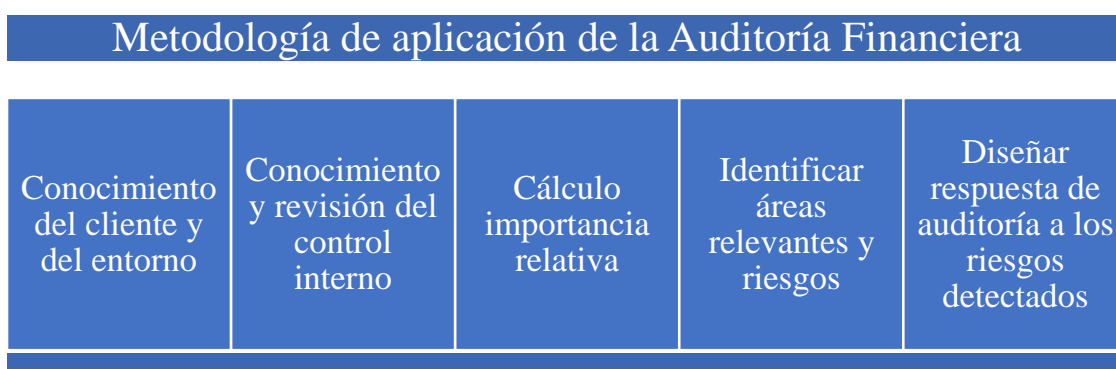 Metodología de aplicación de la Auditoría Financiera
Conocimiento
del cliente y
del entorno
Conocimiento
y revisión del
control
interno
Cálculo
importancia
relativa
Identificar
áreas
relevantes y
riesgos
Diseñar
respuesta de
auditoría a los
riesgos
detectados